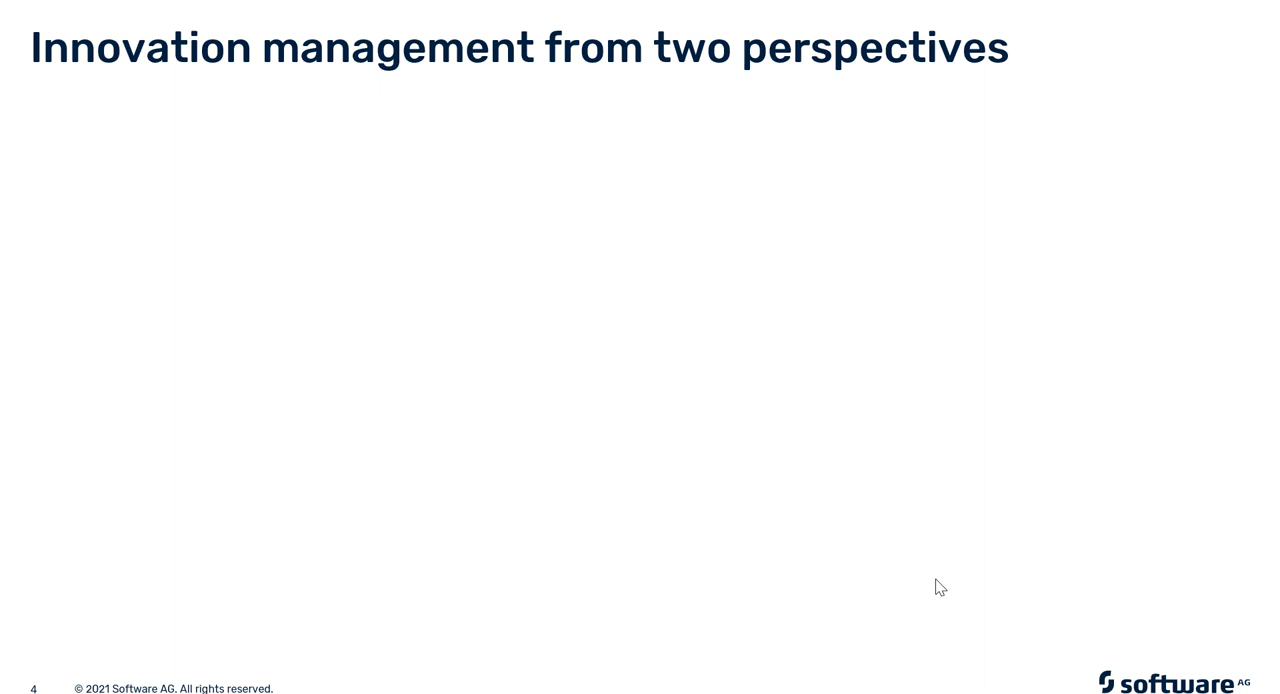 Innovation management from two perspectives
4
© 2021 Software AG. All rights reserved.
software AG